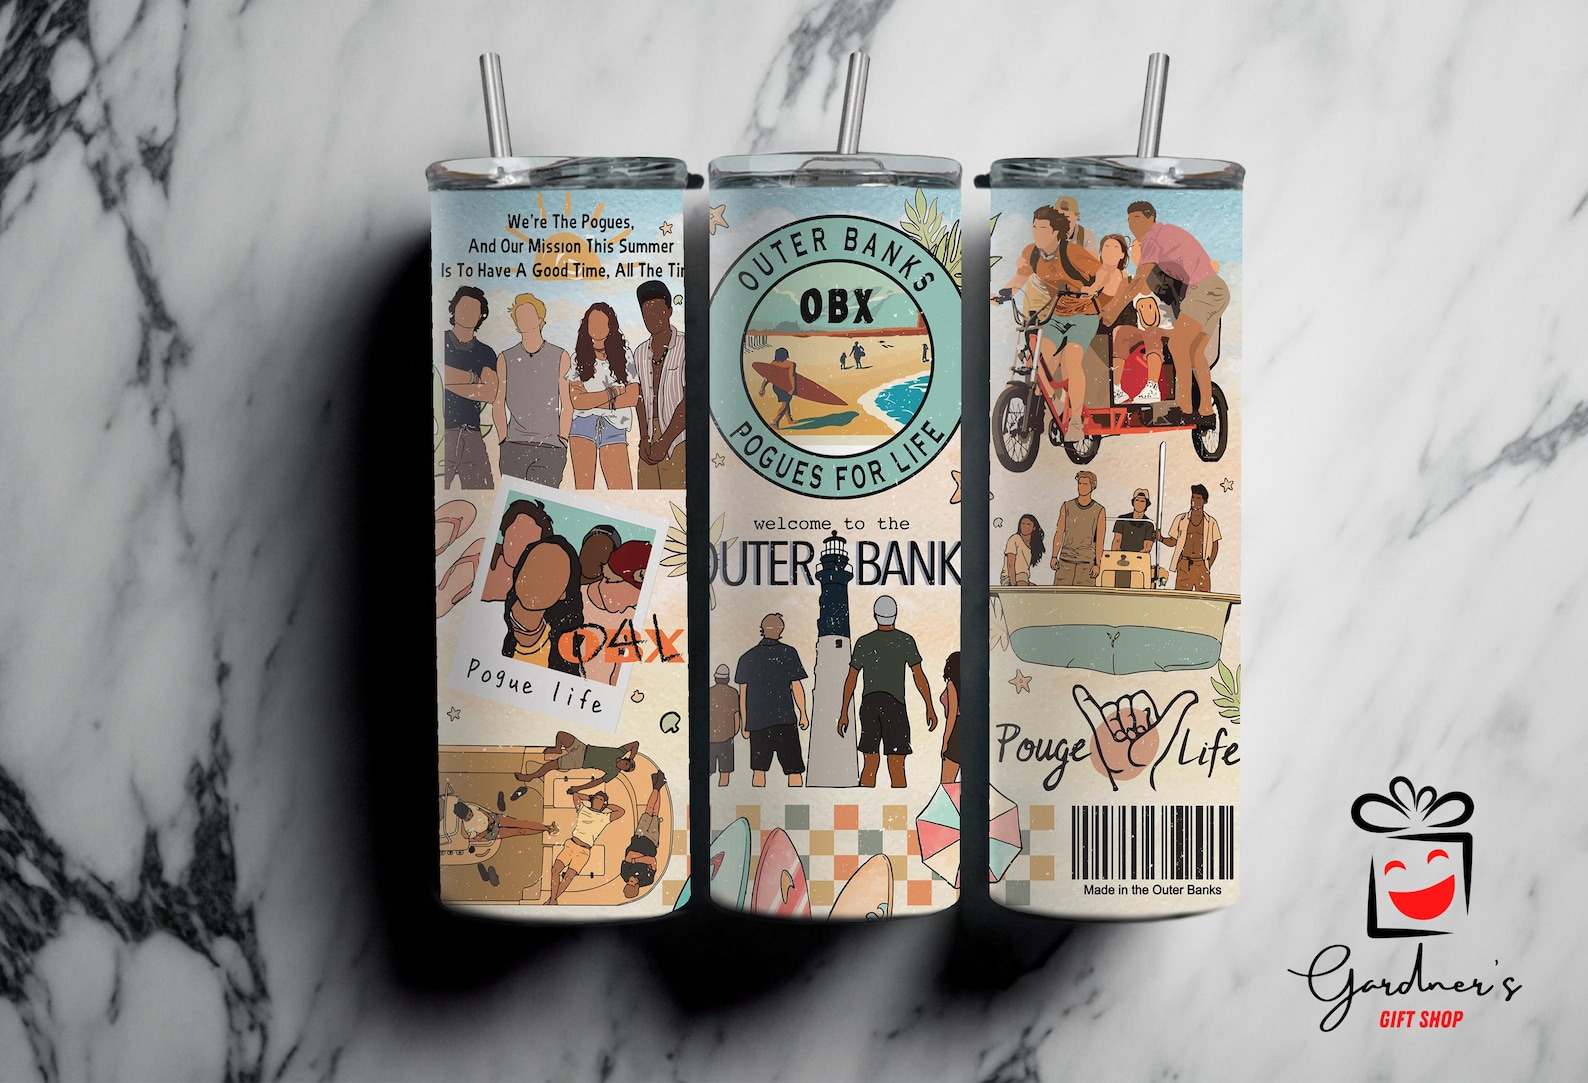 We're The Pogues,
And Our Mission This Summer
Is To Have A Good Time, All The Tim
OBX
Pogue life
OUTER BANKS
OBX
POGUES FOR LIFE
welcome to the
OUTER BANK
Pouge Life
Made in the Outer Banks
Gardner's
GIFT SHOP